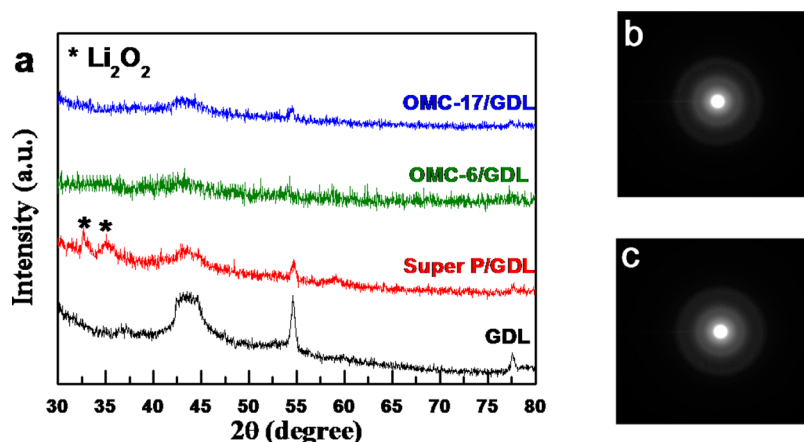 a
* Li₂O₂
OMC-17/GDL
OMC-6/GDL
* *
Super P/GDL
GDL
Intensity (a.u.)
30 35 40 45 50 55 60 65 70 75 80
2θ (degree)
b
c